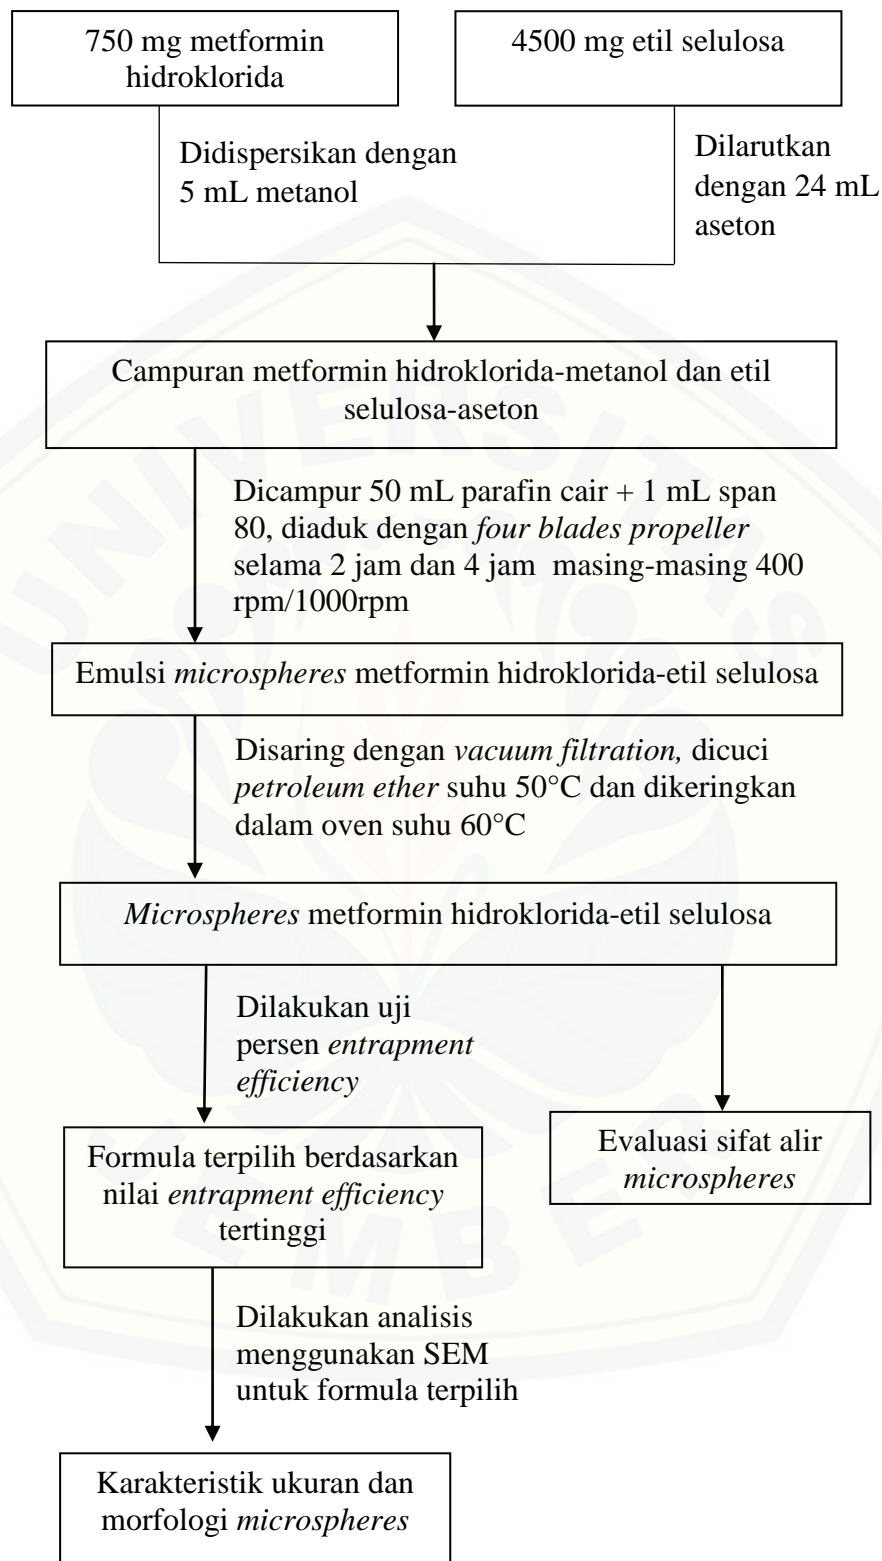 750 mg metformin
hidroklorida
4500 mg etil selulosa
Didispersikan dengan
5 mL metanol
Dilarutkan
dengan 24 mL
aseton
Campuran metformin hidroklorida-metanol dan etil
selulosa-aseton
Dicampur 50 mL parafin cair + 1 mL span
80, diaduk dengan four blades propeller
selama 2 jam dan 4 jam  masing-masing 400
rpm/1000rpm
Emulsi microspheres metformin hidroklorida-etil selulosa
Disaring dengan vacuum filtration, dicuci
petroleum ether suhu 50°C dan dikeringkan
dalam oven suhu 60°C
Microspheres metformin hidroklorida-etil selulosa
Dilakukan uji
persen entrapment
efficiency
Formula terpilih berdasarkan
nilai entrapment efficiency
tertinggi
Evaluasi sifat alir
microspheres
Dilakukan analisis
menggunakan SEM
untuk formula terpilih
Karakteristik ukuran dan
morfologi microspheres
UNIVERSITAS
JEMBER